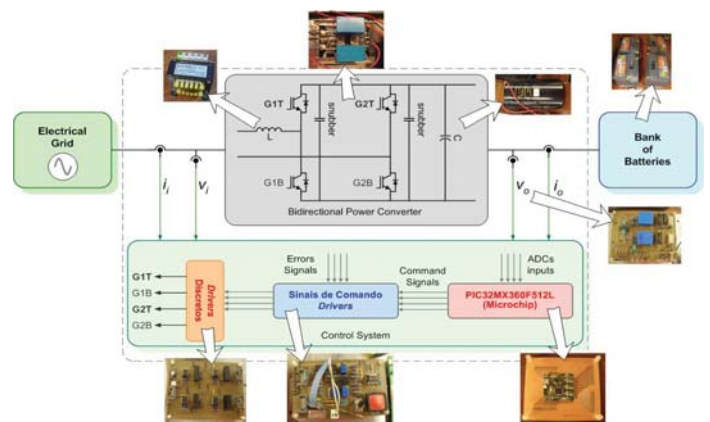 Electrical
Grid
G1T
G2T
snubber
snubber
L
C
G1B
G2B
Bidirectional Power Converter
Bank
of
Batteries
ii
vi
vo
io
Errors
Signals
ADCs
inputs
Command
Signals
G1T
G1B
G2T
G2B
Drivers
Discretos
Sinais de Comando
Drivers
PIC32MX360F512L
(Microchip)
Control System